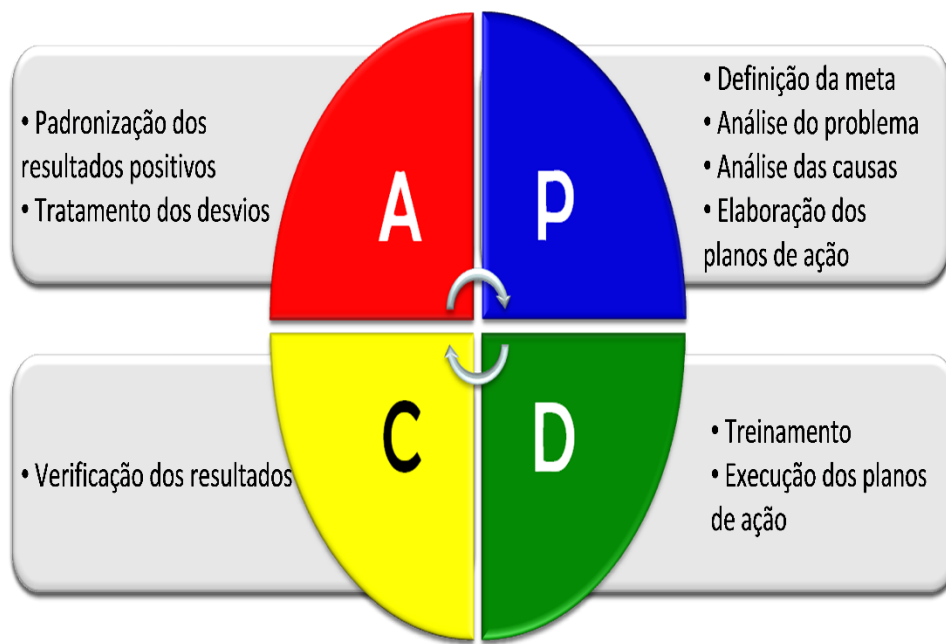 • Padronização dos
resultados positivos
• Tratamento dos desvios
A
P
• Definição da meta
• Análise do problema
• Análise das causas
• Elaboração dos
planos de ação
• Verificação dos resultados
C
D
• Treinamento
• Execução dos planos
de ação